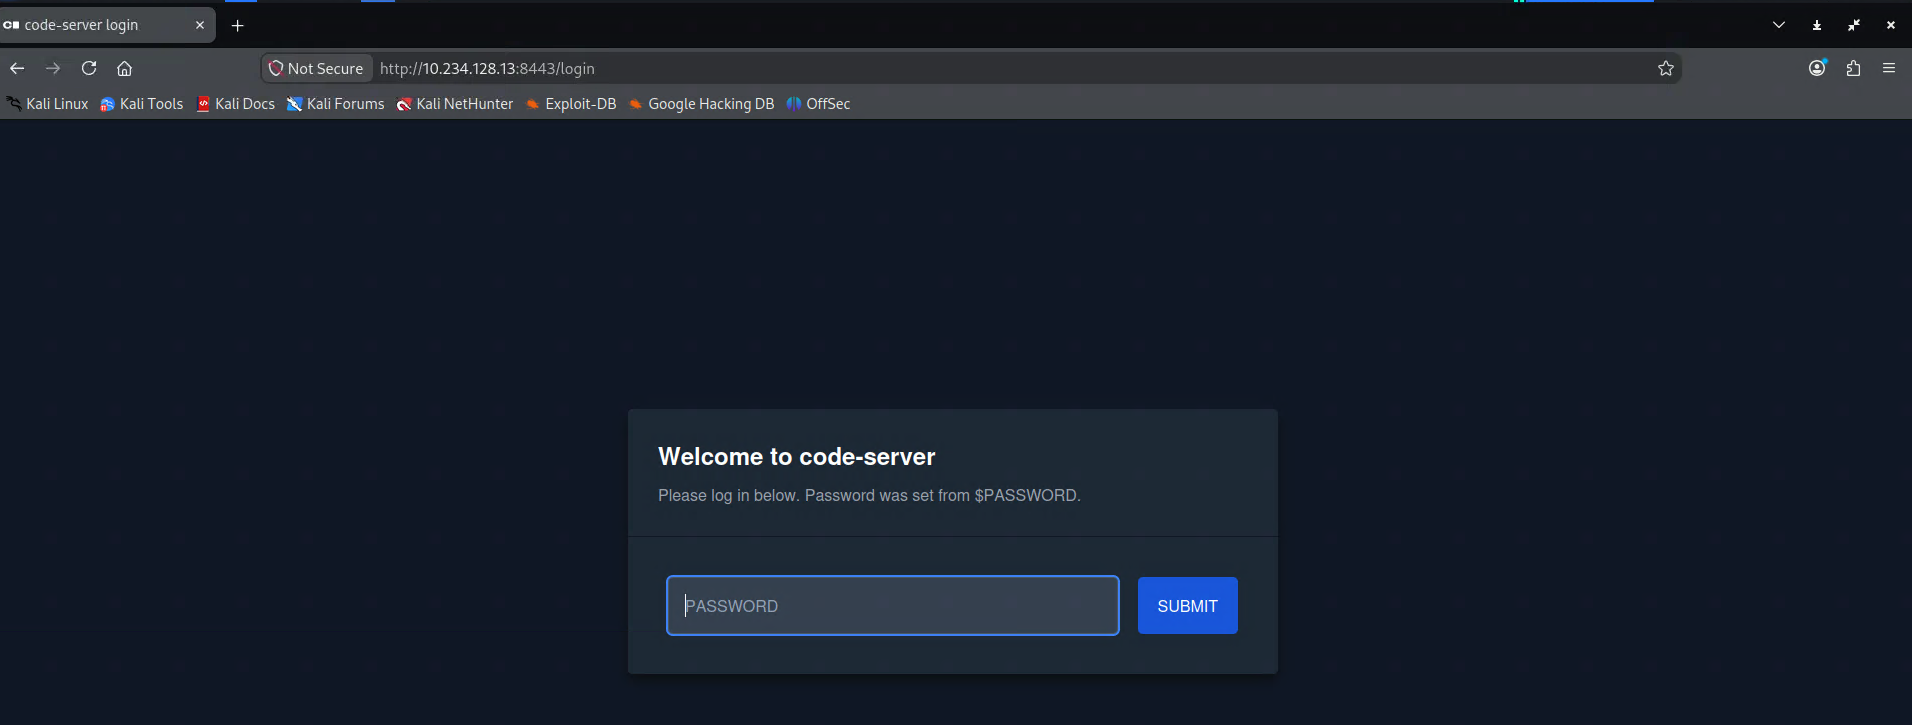 code-server login
Not Secure http://10.234.128.13:8443/login
Kali Linux Kali Tools Kali Docs Kali Forums Kali NetHunter Exploit-DB Google Hacking DB OffSec
Welcome to code-server
Please log in below. Password was set from $PASSWORD.
PASSWORD SUBMIT